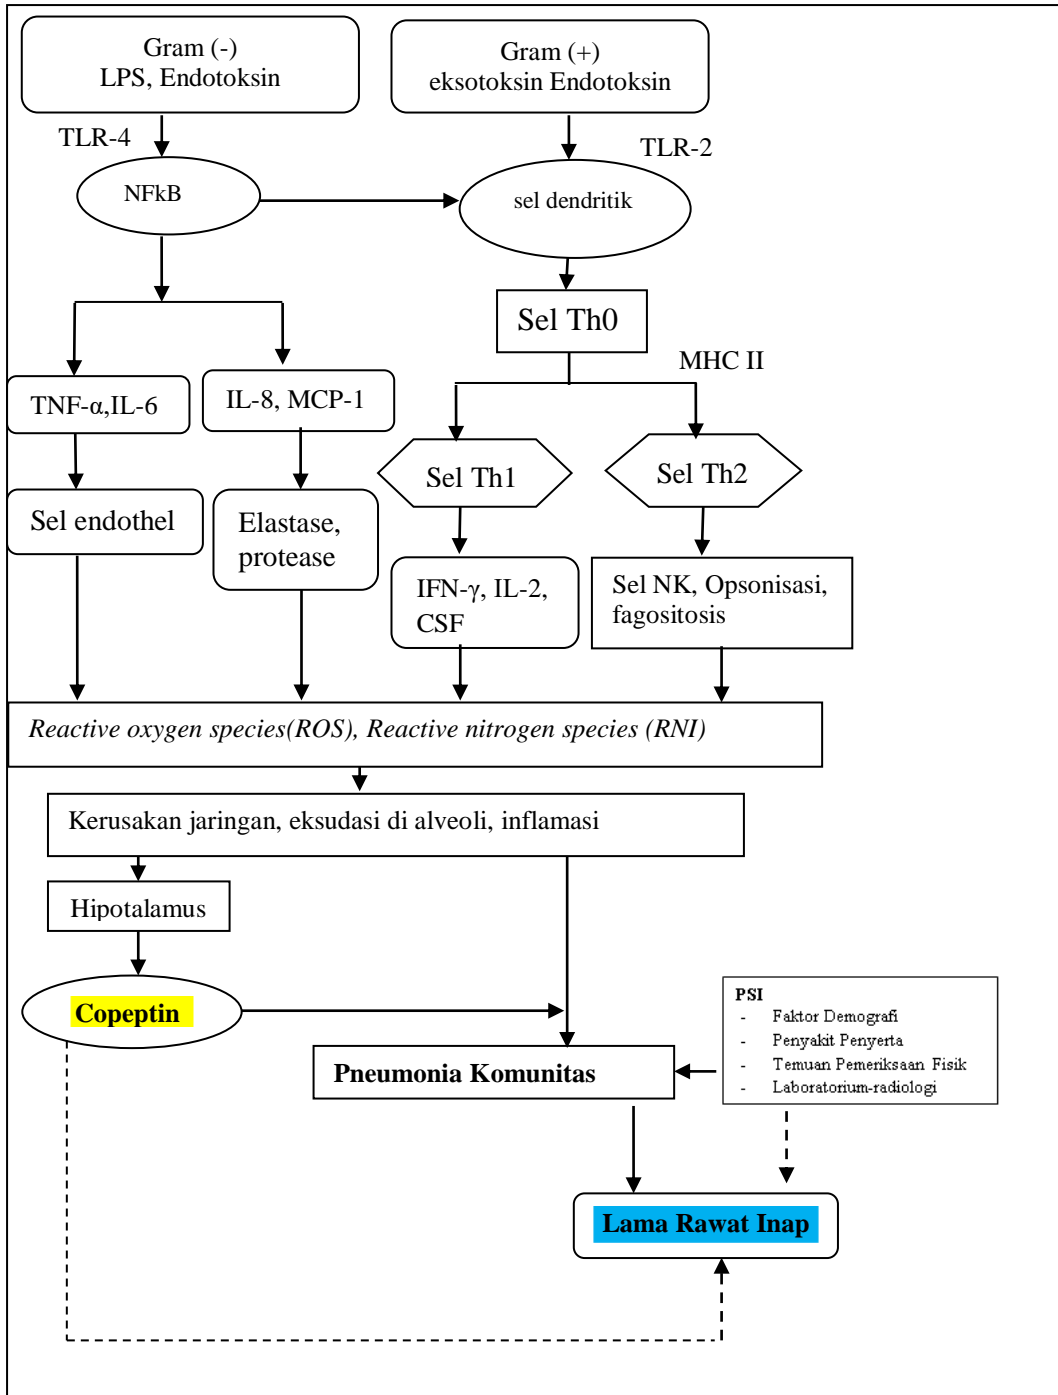 Gram (-)
LPS, Endotoksin
Gram (+)
eksotoksin Endotoksin
TLR-4
TLR-2
NFkB
sel dendritik
Sel Th0
MHC II
TNF-α,IL-6
IL-8, MCP-1
Sel Th1
Sel Th2
Sel endothel
Elastase,
protease
IFN-γ, IL-2,
CSF
Sel NK, Opsonisasi,
fagositosis
Reactive oxygen species(ROS), Reactive nitrogen species (RNI)
Kerusakan jaringan, eksudasi di alveoli, inflamasi
Hipotalamus
Copeptin
PSI
- Faktor Demografi
- Penyakit Penyerta
- Temuan Pemeriksaan Fisik
- Laboratorium-radiologi
Pneumonia Komunitas
Lama Rawat Inap